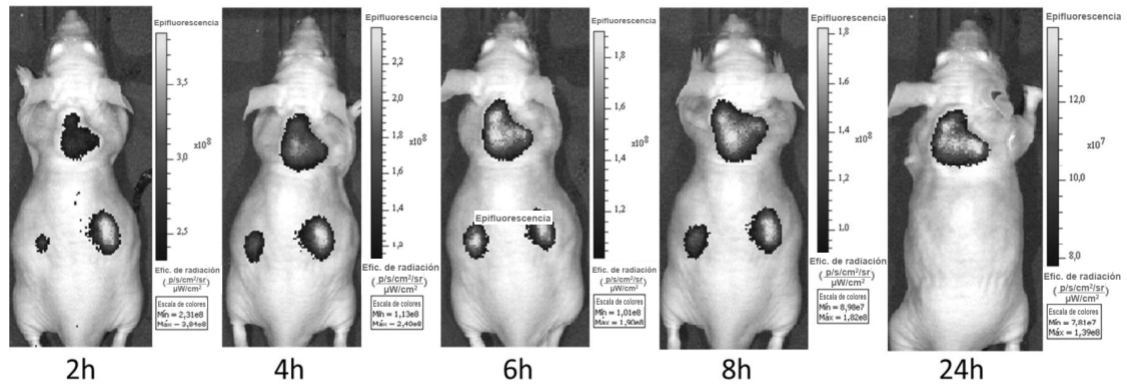 Epifluorescencia
3,5
3,0
x10⁸
2,5
Efic. de radiación
(p/s/cm²/sr
µW/cm²)
Escala de colores
Mín = 2,31e8
Máx = 3,84e8
2h
Epifluorescencia
2,2
2,0
1,8
x10⁸
1,6
1,4
1,2
Efic. de radiación
(p/s/cm²/sr
µW/cm²)
Escala de colores
Mín = 1,13e8
Máx = 2,40e8
4h
Epifluorescencia
Epifluorescencia
1,8
1,6
x10⁸
1,4
1,2
Efic. de radiación
(p/s/cm²/sr
µW/cm²)
Escala de colores
Mín = 1,01e8
Máx = 1,90e8
6h
Epifluorescencia
1,8
1,6
1,4
x10⁸
1,2
1,0
Efic. de radiación
(p/s/cm²/sr
µW/cm²)
Escala de colores
Mín = 8,98e7
Máx = 1,82e8
8h
Epifluorescencia
12,0
x10⁷
10,0
8,0
Efic. de radiación
(p/s/cm²/sr
µW/cm²)
Escala de colores
Mín = 7,81e7
Máx = 1,39e8
24h